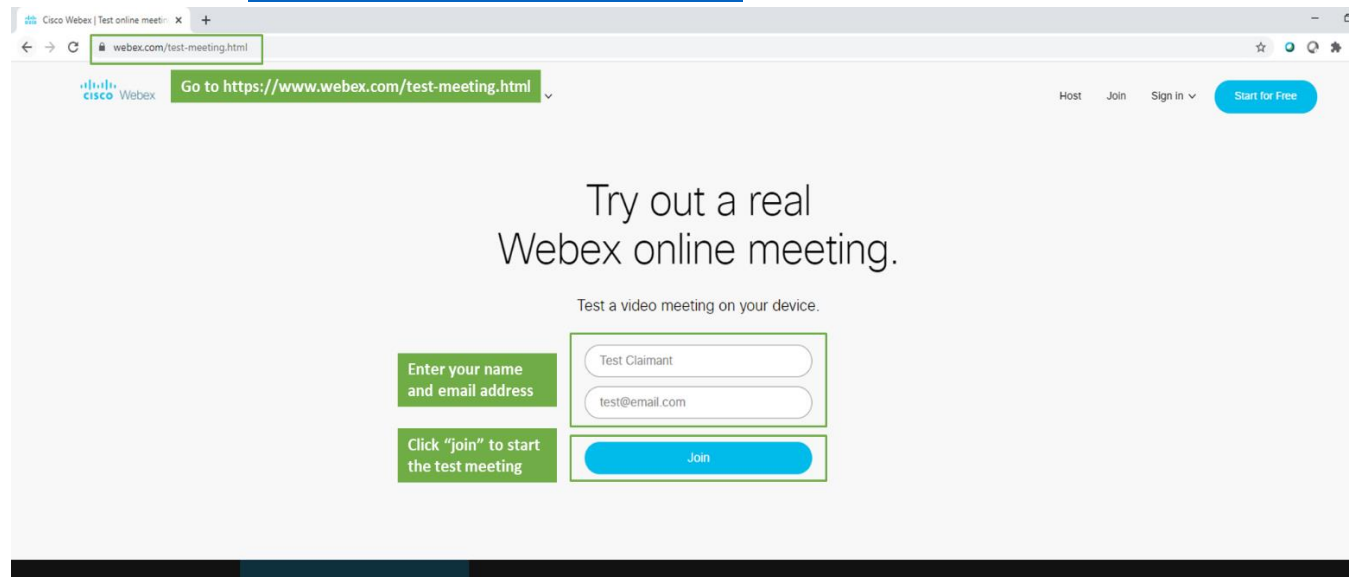 Cisco Webex | Test online meetin
webex.com/test-meeting.html
CISCO Webex
Go to https://www.webex.com/test-meeting.html
Host Join Sign in Start for Free
Try out a real
Webex online meeting.
Test a video meeting on your device.
Enter your name
and email address
Test Claimant
test@email.com
Click “join” to start
the test meeting
Join